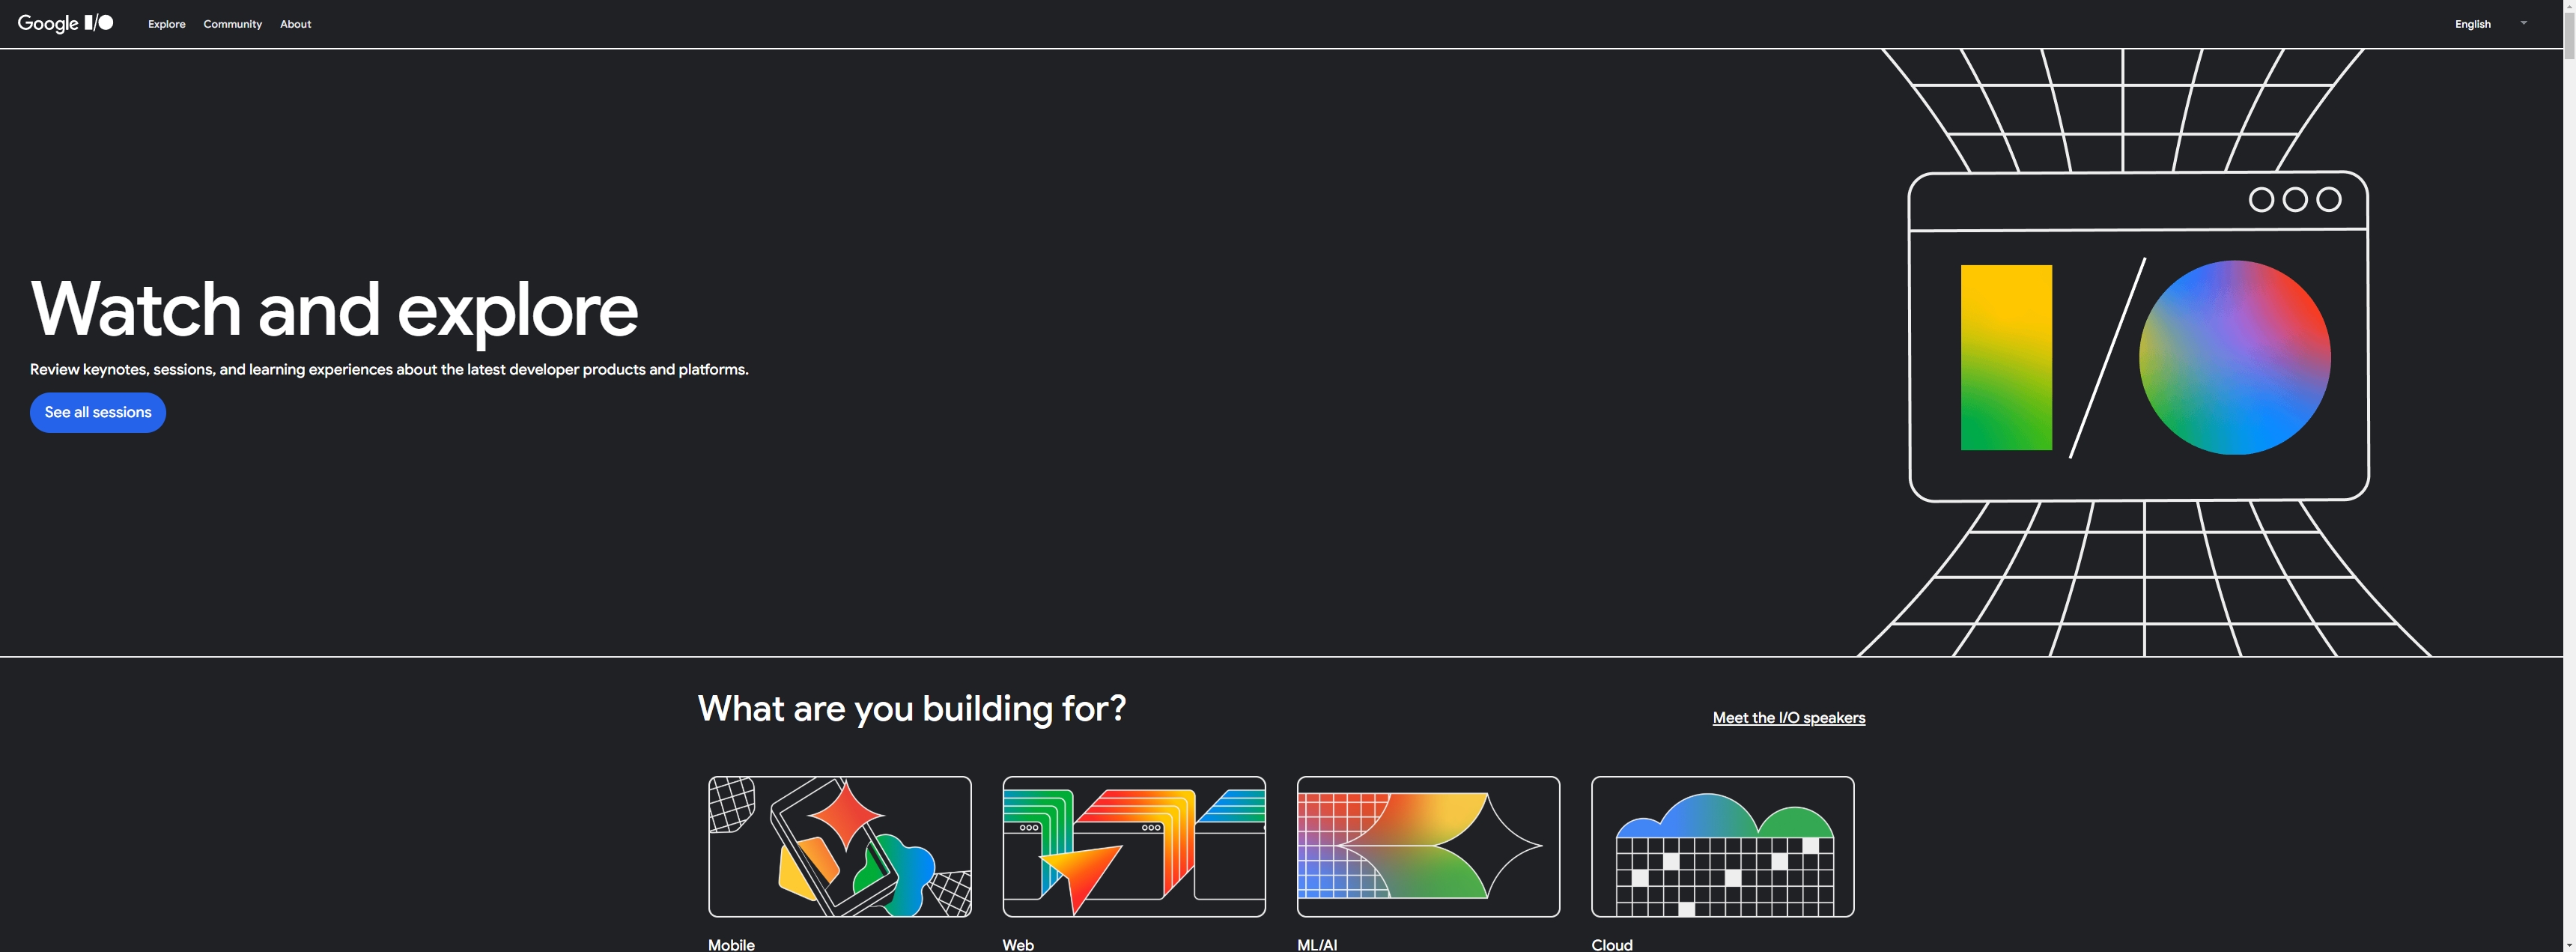 Google I/O
Explore
Community
About
English
Watch and explore
Review keynotes, sessions, and learning experiences about the latest developer products and platforms.
See all sessions
What are you building for?
Meet the I/O speakers
Mobile
Web
ML/AI
Cloud